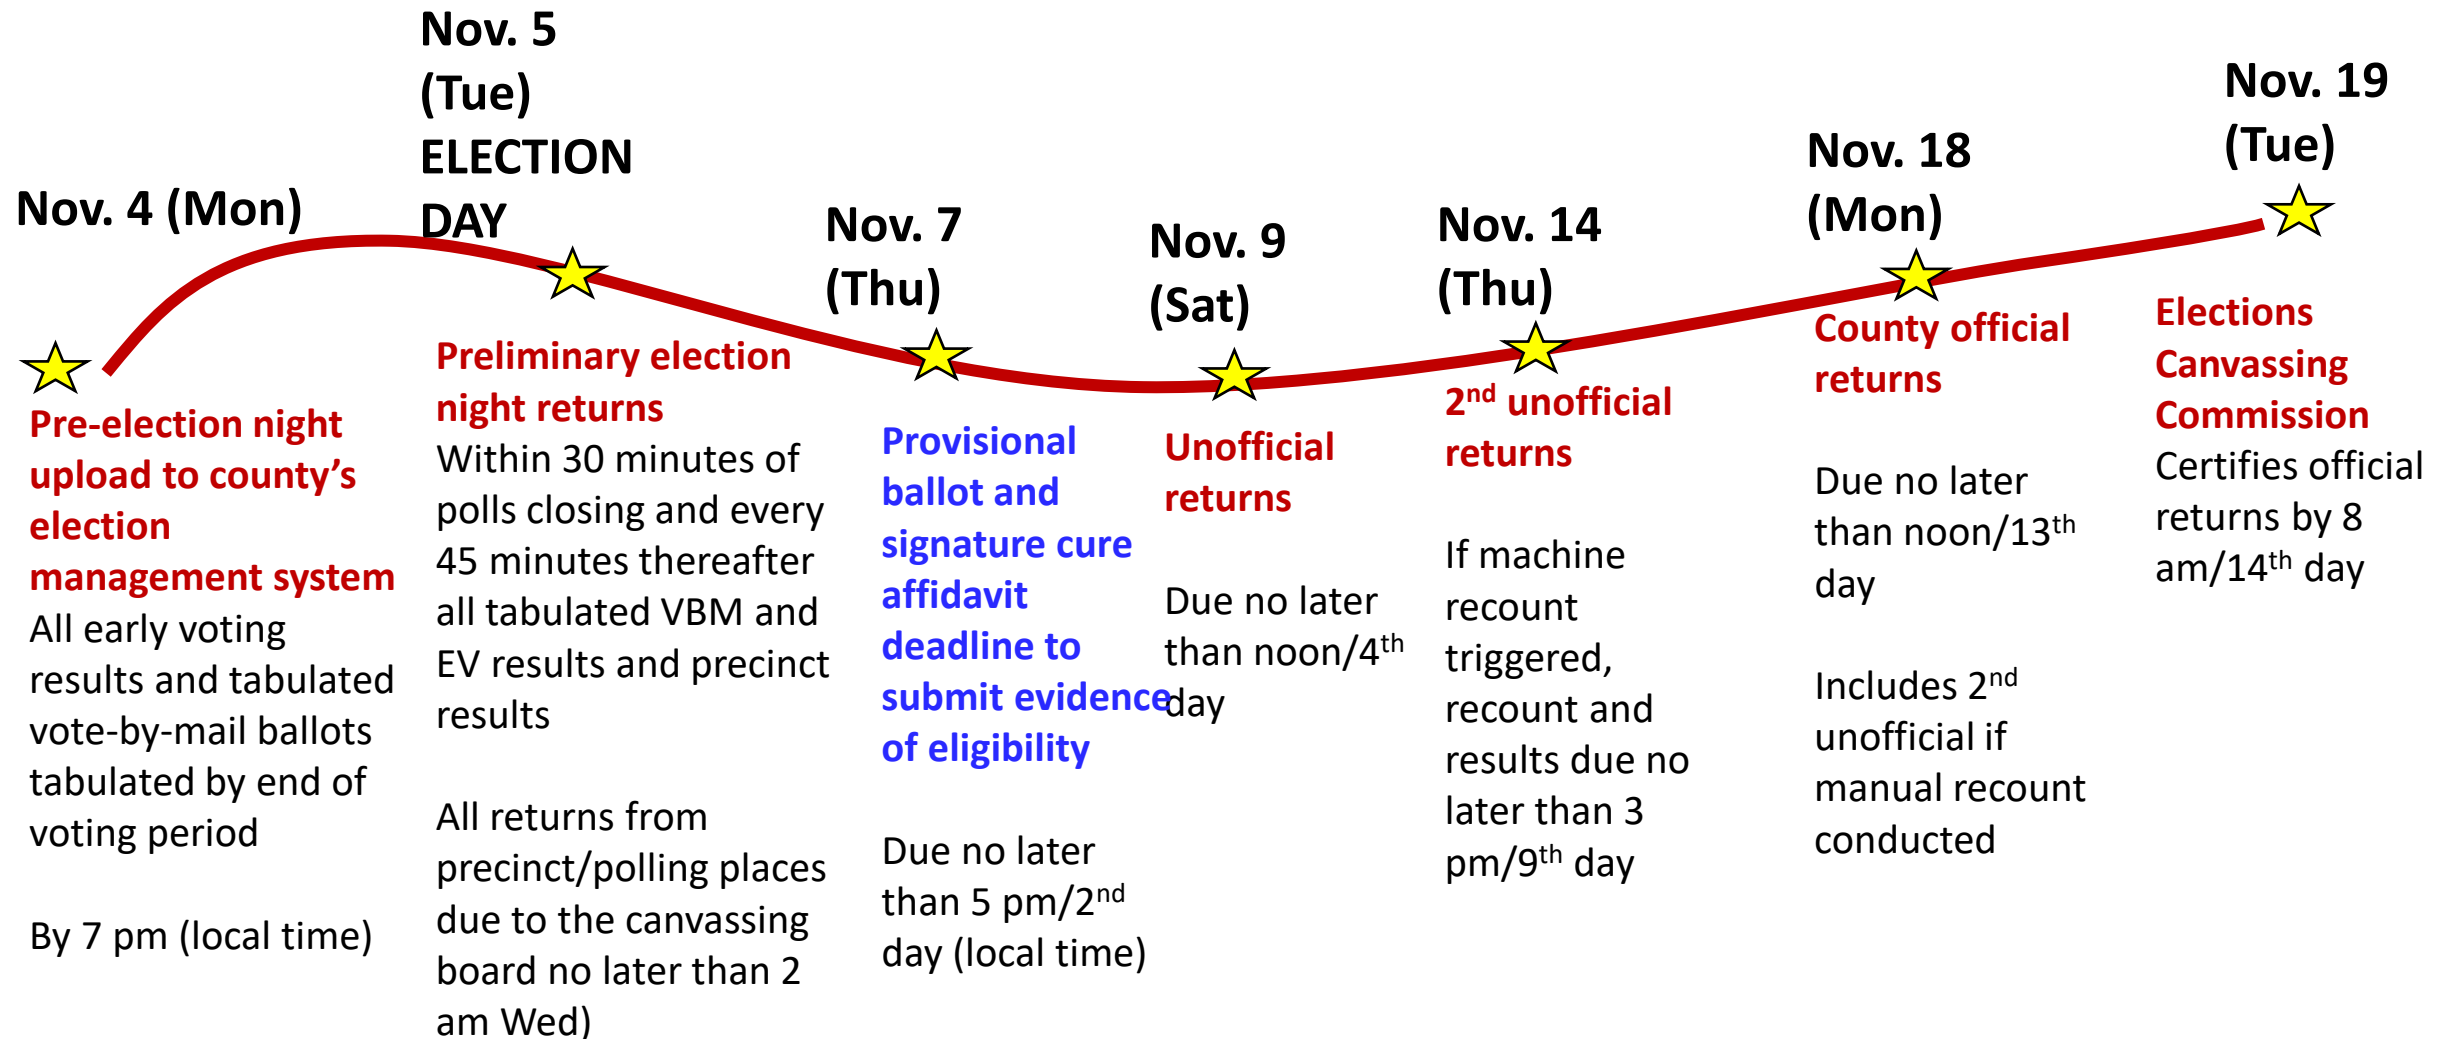 Nov. 4 (Mon)
Pre-election night
upload to county’s
election
management system
All early voting
results and tabulated
vote-by-mail ballots
tabulated by end of
voting period
By 7 pm (local time)
Nov. 5
(Tue)
ELECTION
DAY
Preliminary election
night returns
Within 30 minutes of
polls closing and every
45 minutes thereafter
all tabulated VBM and
EV results and precinct
results
All returns from
precinct/polling places
due to the canvassing
board no later than 2
am Wed)
Nov. 7
(Thu)
Provisional
ballot and
signature cure
affidavit
deadline to
submit evidence
of eligibility
Due no later
than 5 pm/2nd
day (local time)
Nov. 9
(Sat)
Unofficial
returns
Due no later
than noon/4th
day
Nov. 14
(Thu)
2nd unofficial
returns
If machine
recount
triggered,
recount and
results due no
later than 3
pm/9th day
Nov. 18
(Mon)
County official
returns
Due no later
than noon/13th
day
Includes 2nd
unofficial if
manual recount
conducted
Nov. 19
(Tue)
Elections
Canvassing
Commission
Certifies official
returns by 8
am/14th day